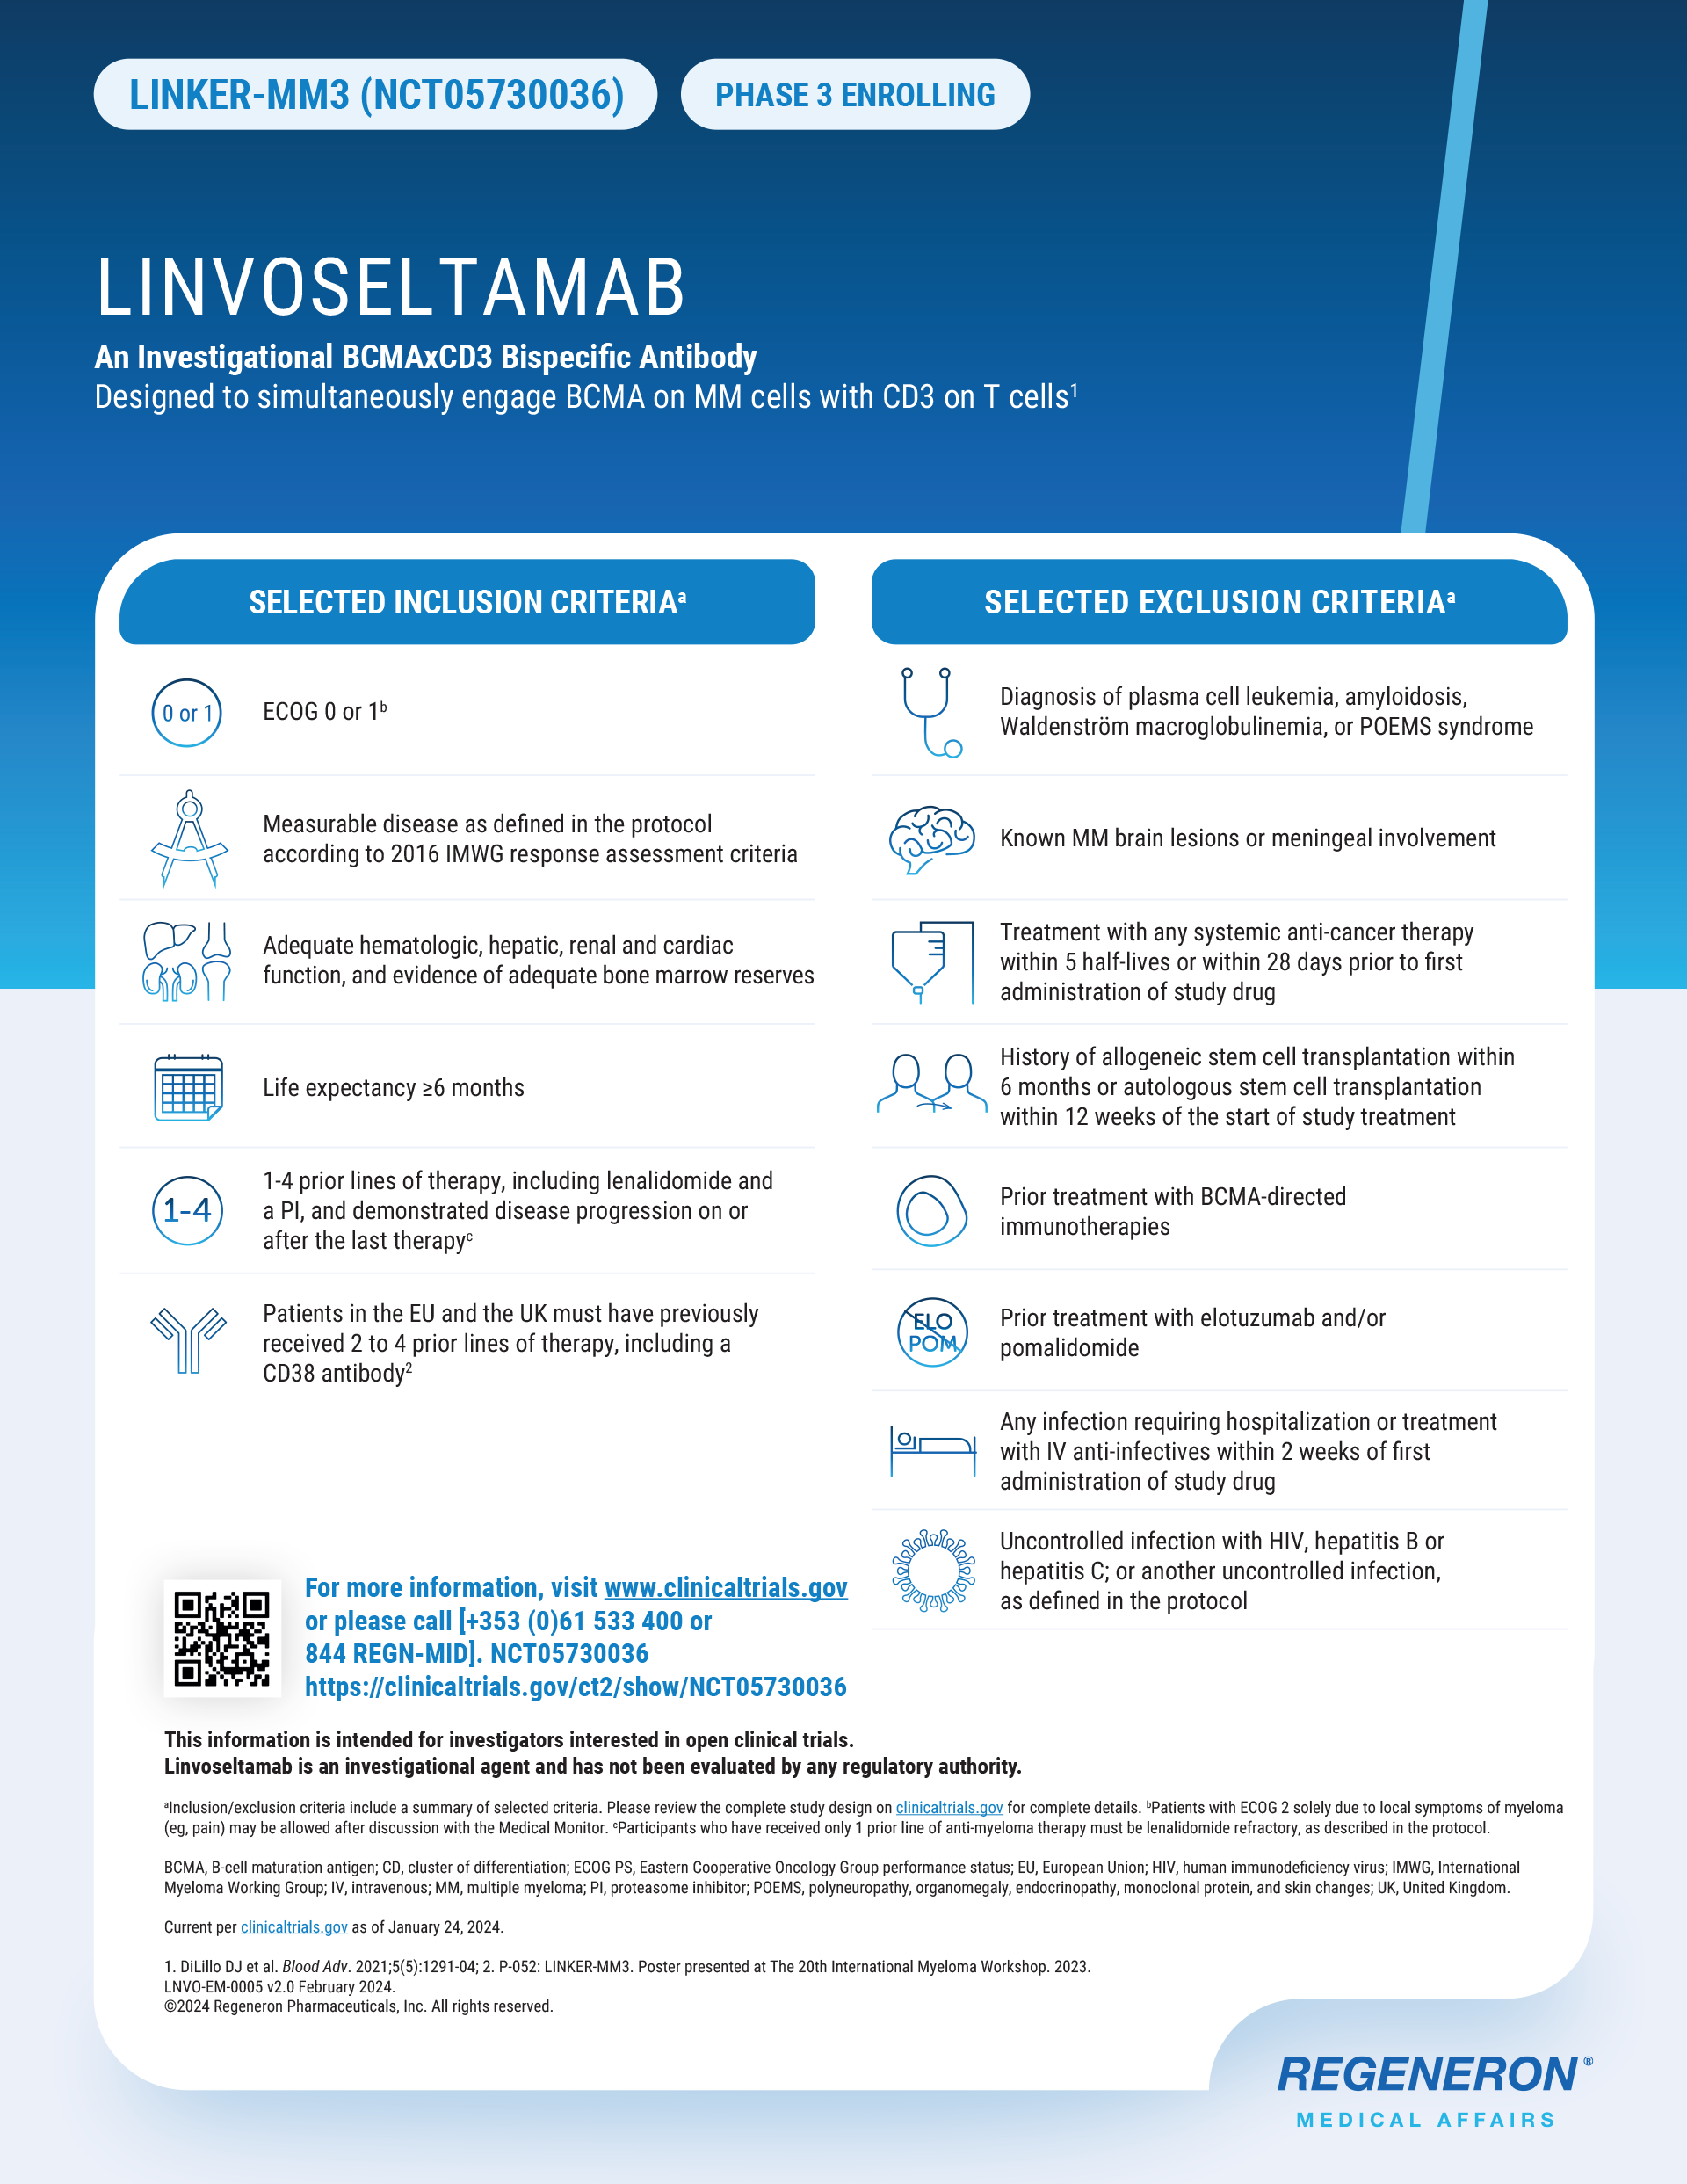 LINKER-MM3 (NCT05730036)
PHASE 3 ENROLLING
LINVOSELTAMAB
An Investigational BCMAxCD3 Bispecific Antibody
Designed to simultaneously engage BCMA on MM cells with CD3 on T cells¹
SELECTED INCLUSION CRITERIAᵃ
0 or 1
ECOG 0 or 1ᵇ
Measurable disease as defined in the protocol
according to 2016 IMWG response assessment criteria
Adequate hematologic, hepatic, renal and cardiac
function, and evidence of adequate bone marrow reserves
Life expectancy ≥6 months
1-4
1-4 prior lines of therapy, including lenalidomide and
a PI, and demonstrated disease progression on or
after the last therapyᶜ
Patients in the EU and the UK must have previously
received 2 to 4 prior lines of therapy, including a
CD38 antibody²
SELECTED EXCLUSION CRITERIAᵃ
Diagnosis of plasma cell leukemia, amyloidosis,
Waldenström macroglobulinemia, or POEMS syndrome
Known MM brain lesions or meningeal involvement
Treatment with any systemic anti-cancer therapy
within 5 half-lives or within 28 days prior to first
administration of study drug
History of allogeneic stem cell transplantation within
6 months or autologous stem cell transplantation
within 12 weeks of the start of study treatment
Prior treatment with BCMA-directed
immunotherapies
ELO
POM
Prior treatment with elotuzumab and/or
pomalidomide
Any infection requiring hospitalization or treatment
with IV anti-infectives within 2 weeks of first
administration of study drug
Uncontrolled infection with HIV, hepatitis B or
hepatitis C; or another uncontrolled infection,
as defined in the protocol
For more information, visit www.clinicaltrials.gov
or please call [+353 (0)61 533 400 or
844 REGN-MID]. NCT05730036
https://clinicaltrials.gov/ct2/show/NCT05730036
This information is intended for investigators interested in open clinical trials.
Linvoseltamab is an investigational agent and has not been evaluated by any regulatory authority.
ᵃInclusion/exclusion criteria include a summary of selected criteria. Please review the complete study design on clinicaltrials.gov for complete details. ᵇPatients with ECOG 2 solely due to local symptoms of myeloma
(eg, pain) may be allowed after discussion with the Medical Monitor. ᶜParticipants who have received only 1 prior line of anti-myeloma therapy must be lenalidomide refractory, as described in the protocol.
BCMA, B-cell maturation antigen; CD, cluster of differentiation; ECOG PS, Eastern Cooperative Oncology Group performance status; EU, European Union; HIV, human immunodeficiency virus; IMWG, International
Myeloma Working Group; IV, intravenous; MM, multiple myeloma; PI, proteasome inhibitor; POEMS, polyneuropathy, organomegaly, endocrinopathy, monoclonal protein, and skin changes; UK, United Kingdom.
Current per clinicaltrials.gov as of January 24, 2024.
1. DiLillo DJ et al. Blood Adv. 2021;5(5):1291-04; 2. P-052: LINKER-MM3. Poster presented at The 20th International Myeloma Workshop. 2023.
LNVO-EM-0005 v2.0 February 2024.
©2024 Regeneron Pharmaceuticals, Inc. All rights reserved.
REGENERON®
MEDICAL AFFAIRS